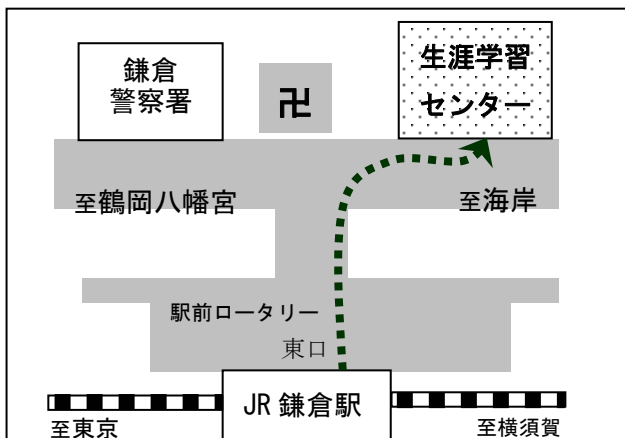 鎌倉
警察署
卍
生涯学習
センター
至鶴岡八幡宮
至海岸
駅前ロータリー
東口
JR 鎌倉駅
至東京
至横須賀